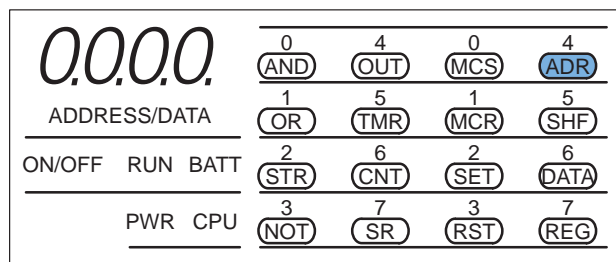 0.0.0.0.
ADDRESS/DATA
ON/OFF RUN BATT
PWR CPU
0 4 0 4
AND OUT MCS ADR
1 5 1 5
OR TMR MCR SHF
2 6 2 6
STR CNT SET DATA
3 7 3 7
NOT SR RST REG